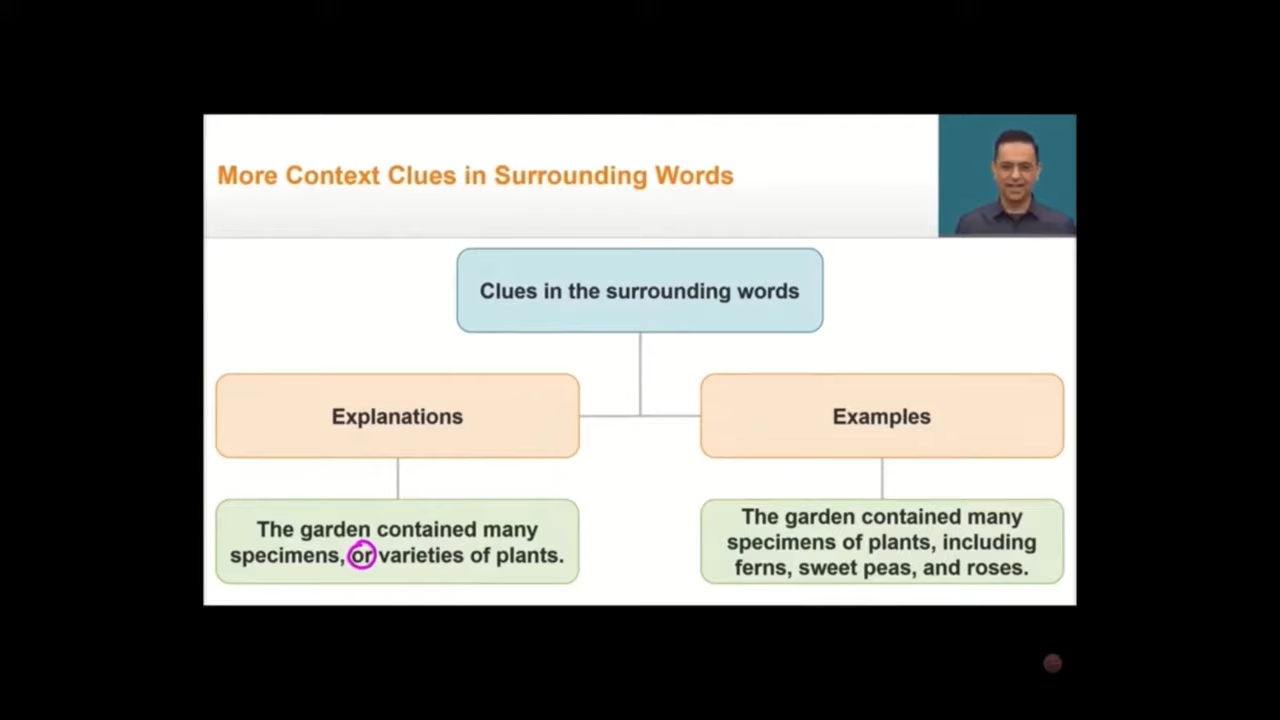 More Context Clues in Surrounding Words
Clues in the surrounding words
Explanations
Examples
The garden contained many
specimens, or varieties of plants.
The garden contained many
specimens of plants, including
ferns, sweet peas, and roses.